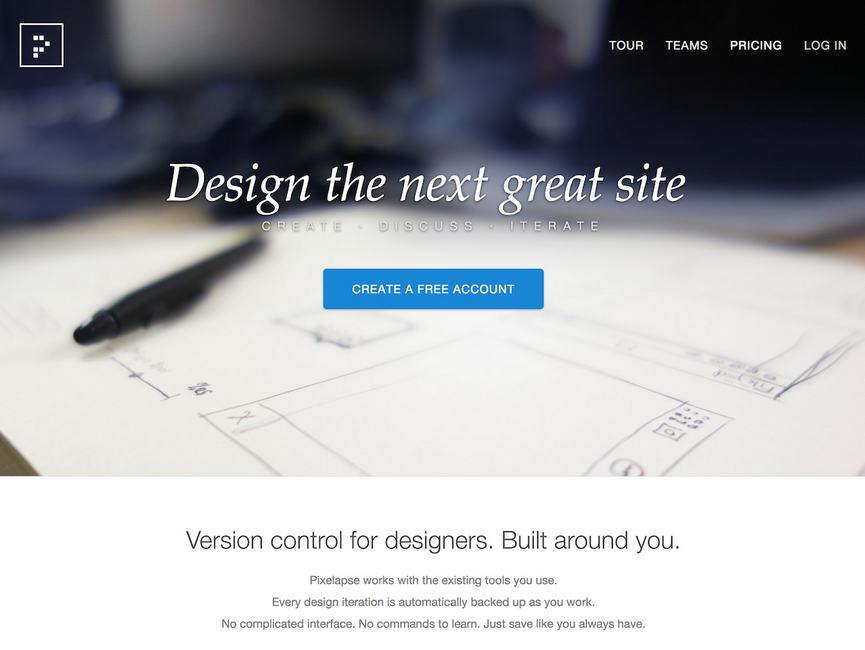 TOUR TEAMS PRICING LOG IN
Design the next great site
CREATE · DISCUSS · ITERATE
CREATE A FREE ACCOUNT
Version control for designers. Built around you.
Pixelapse works with the existing tools you use.
Every design iteration is automatically backed up as you work.
No complicated interface. No commands to learn. Just save like you always have.